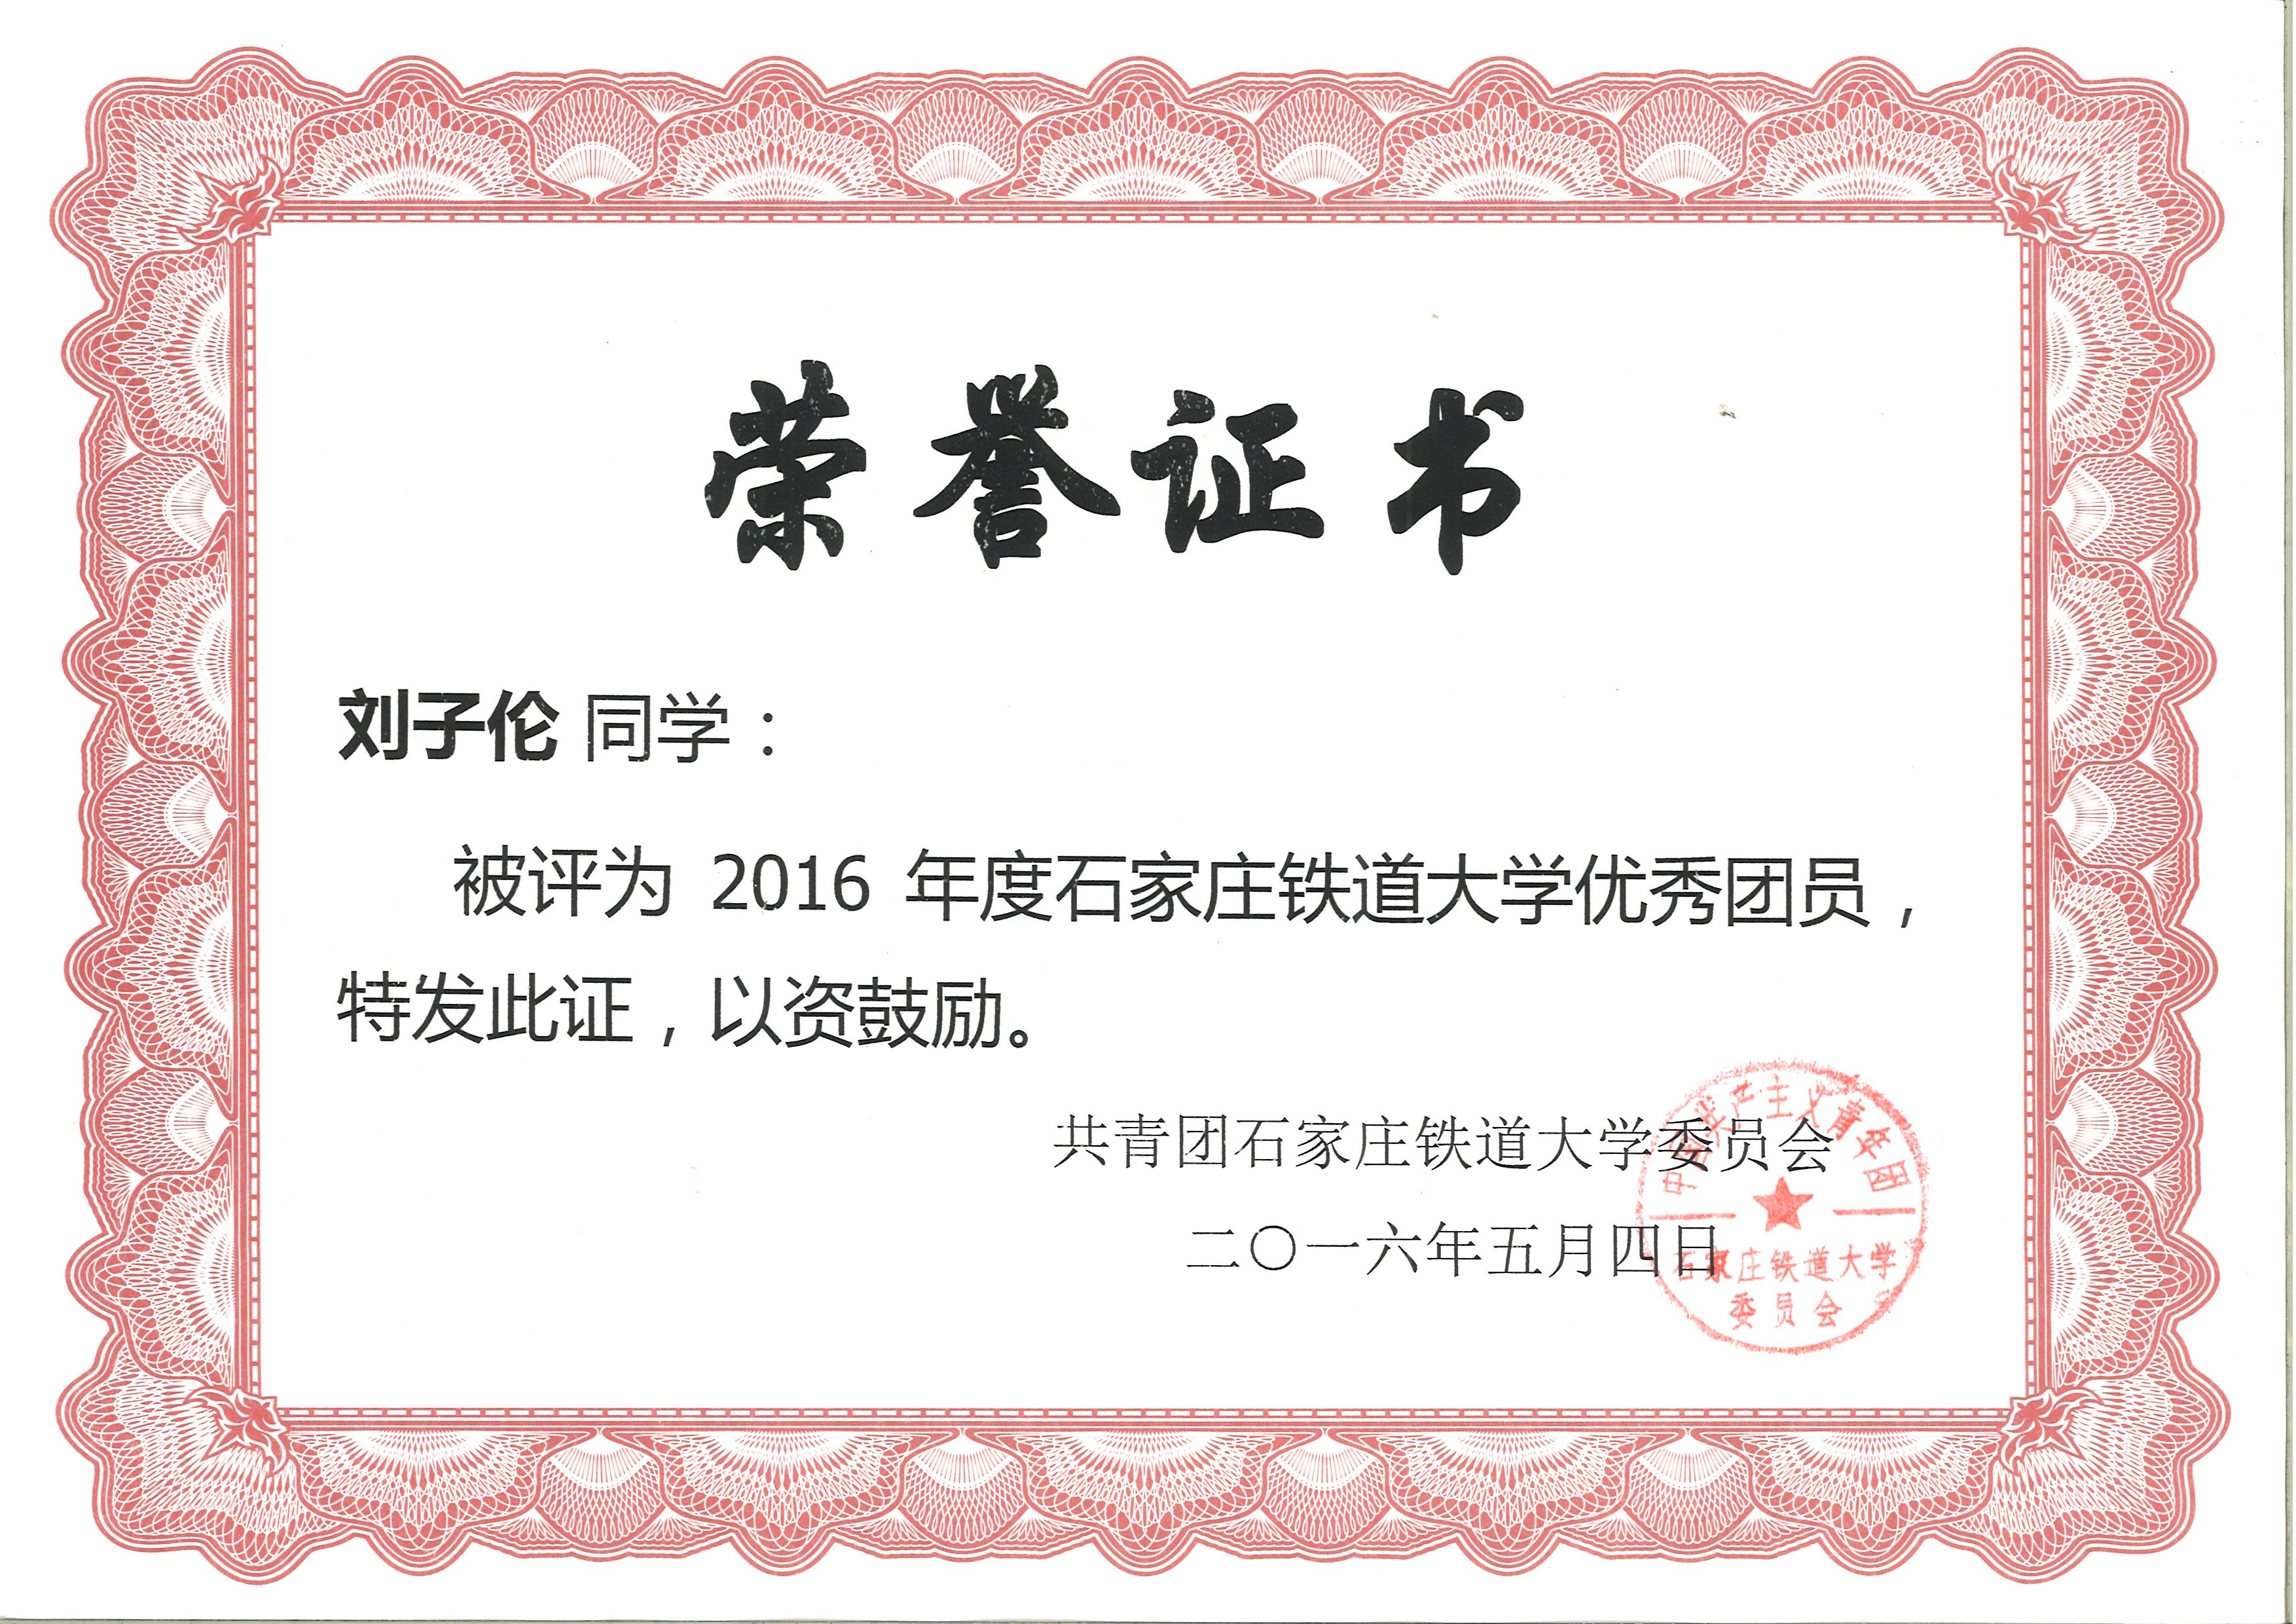 荣誉证书
刘子伦 同学：
被评为 2016 年度石家庄铁道大学优秀团员，
特发此证，以资鼓励。
共青团石家庄铁道大学委员会
二〇一六年五月四日
中国共产主义青年团
石家庄铁道大学
委员会